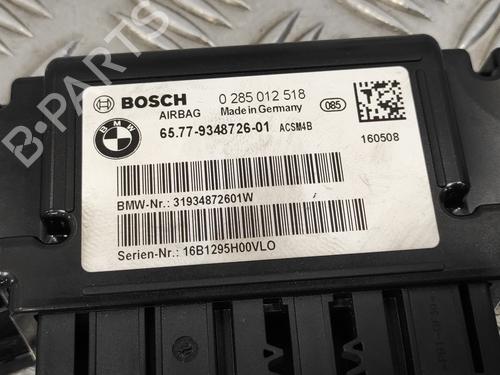 BOSCH 0 285 012 518
AIRBAG Made in Germany 085
BMW 65.77-9348726-01 ACSM4B
160508
BMW-Nr.: 31934872601W
Serien-Nr.: 16B1295H00VLO